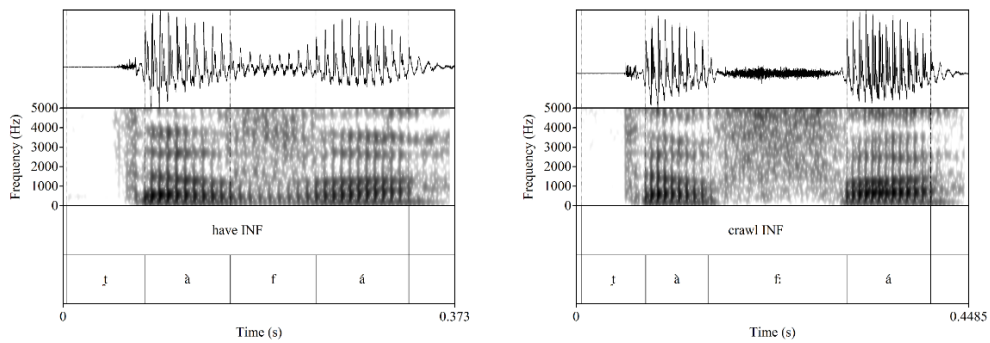 5000
4000
3000
2000
1000
0
Frequency (Hz)
have INF
t̪ à f á
0 0.373
Time (s)
5000
4000
3000
2000
1000
0
Frequency (Hz)
crawl INF
t̪ à fː á
0 0.4485
Time (s)